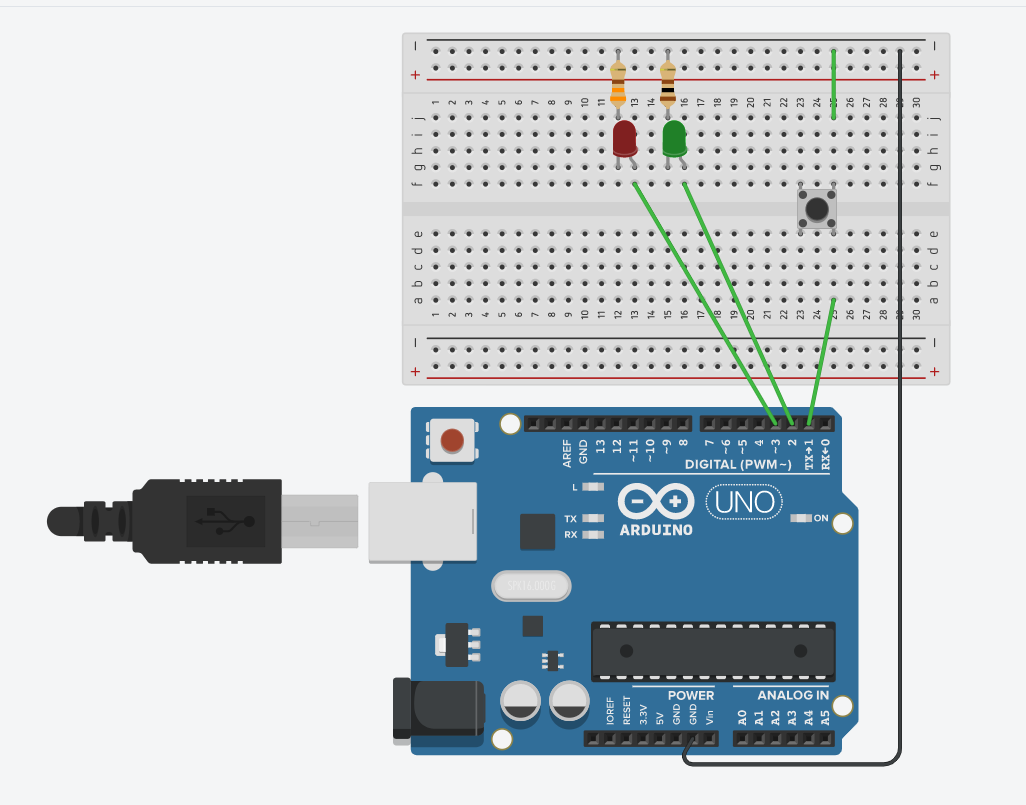 − −
+ +
1 2 3 4 5 6 7 8 9 10 11 12 13 14 15 16 17 18 19 20 21 22 23 24 25 26 27 28 29 30
j j
i i
h h
g g
f f
e e
d d
c c
b b
a a
1 2 3 4 5 6 7 8 9 10 11 12 13 14 15 16 17 18 19 20 21 22 23 24 25 26 27 28 29 30
− −
+ +
AREF GND 13 12 ~11 ~10 ~9 8 7 ~6 ~5 4 ~3 2 TX→1 RX←0
DIGITAL (PWM~)
L
TX
RX
ARDUINO
UNO
ON
POWER
ANALOG IN
IOREF RESET 3.3V 5V GND GND Vin A0 A1 A2 A3 A4 A5